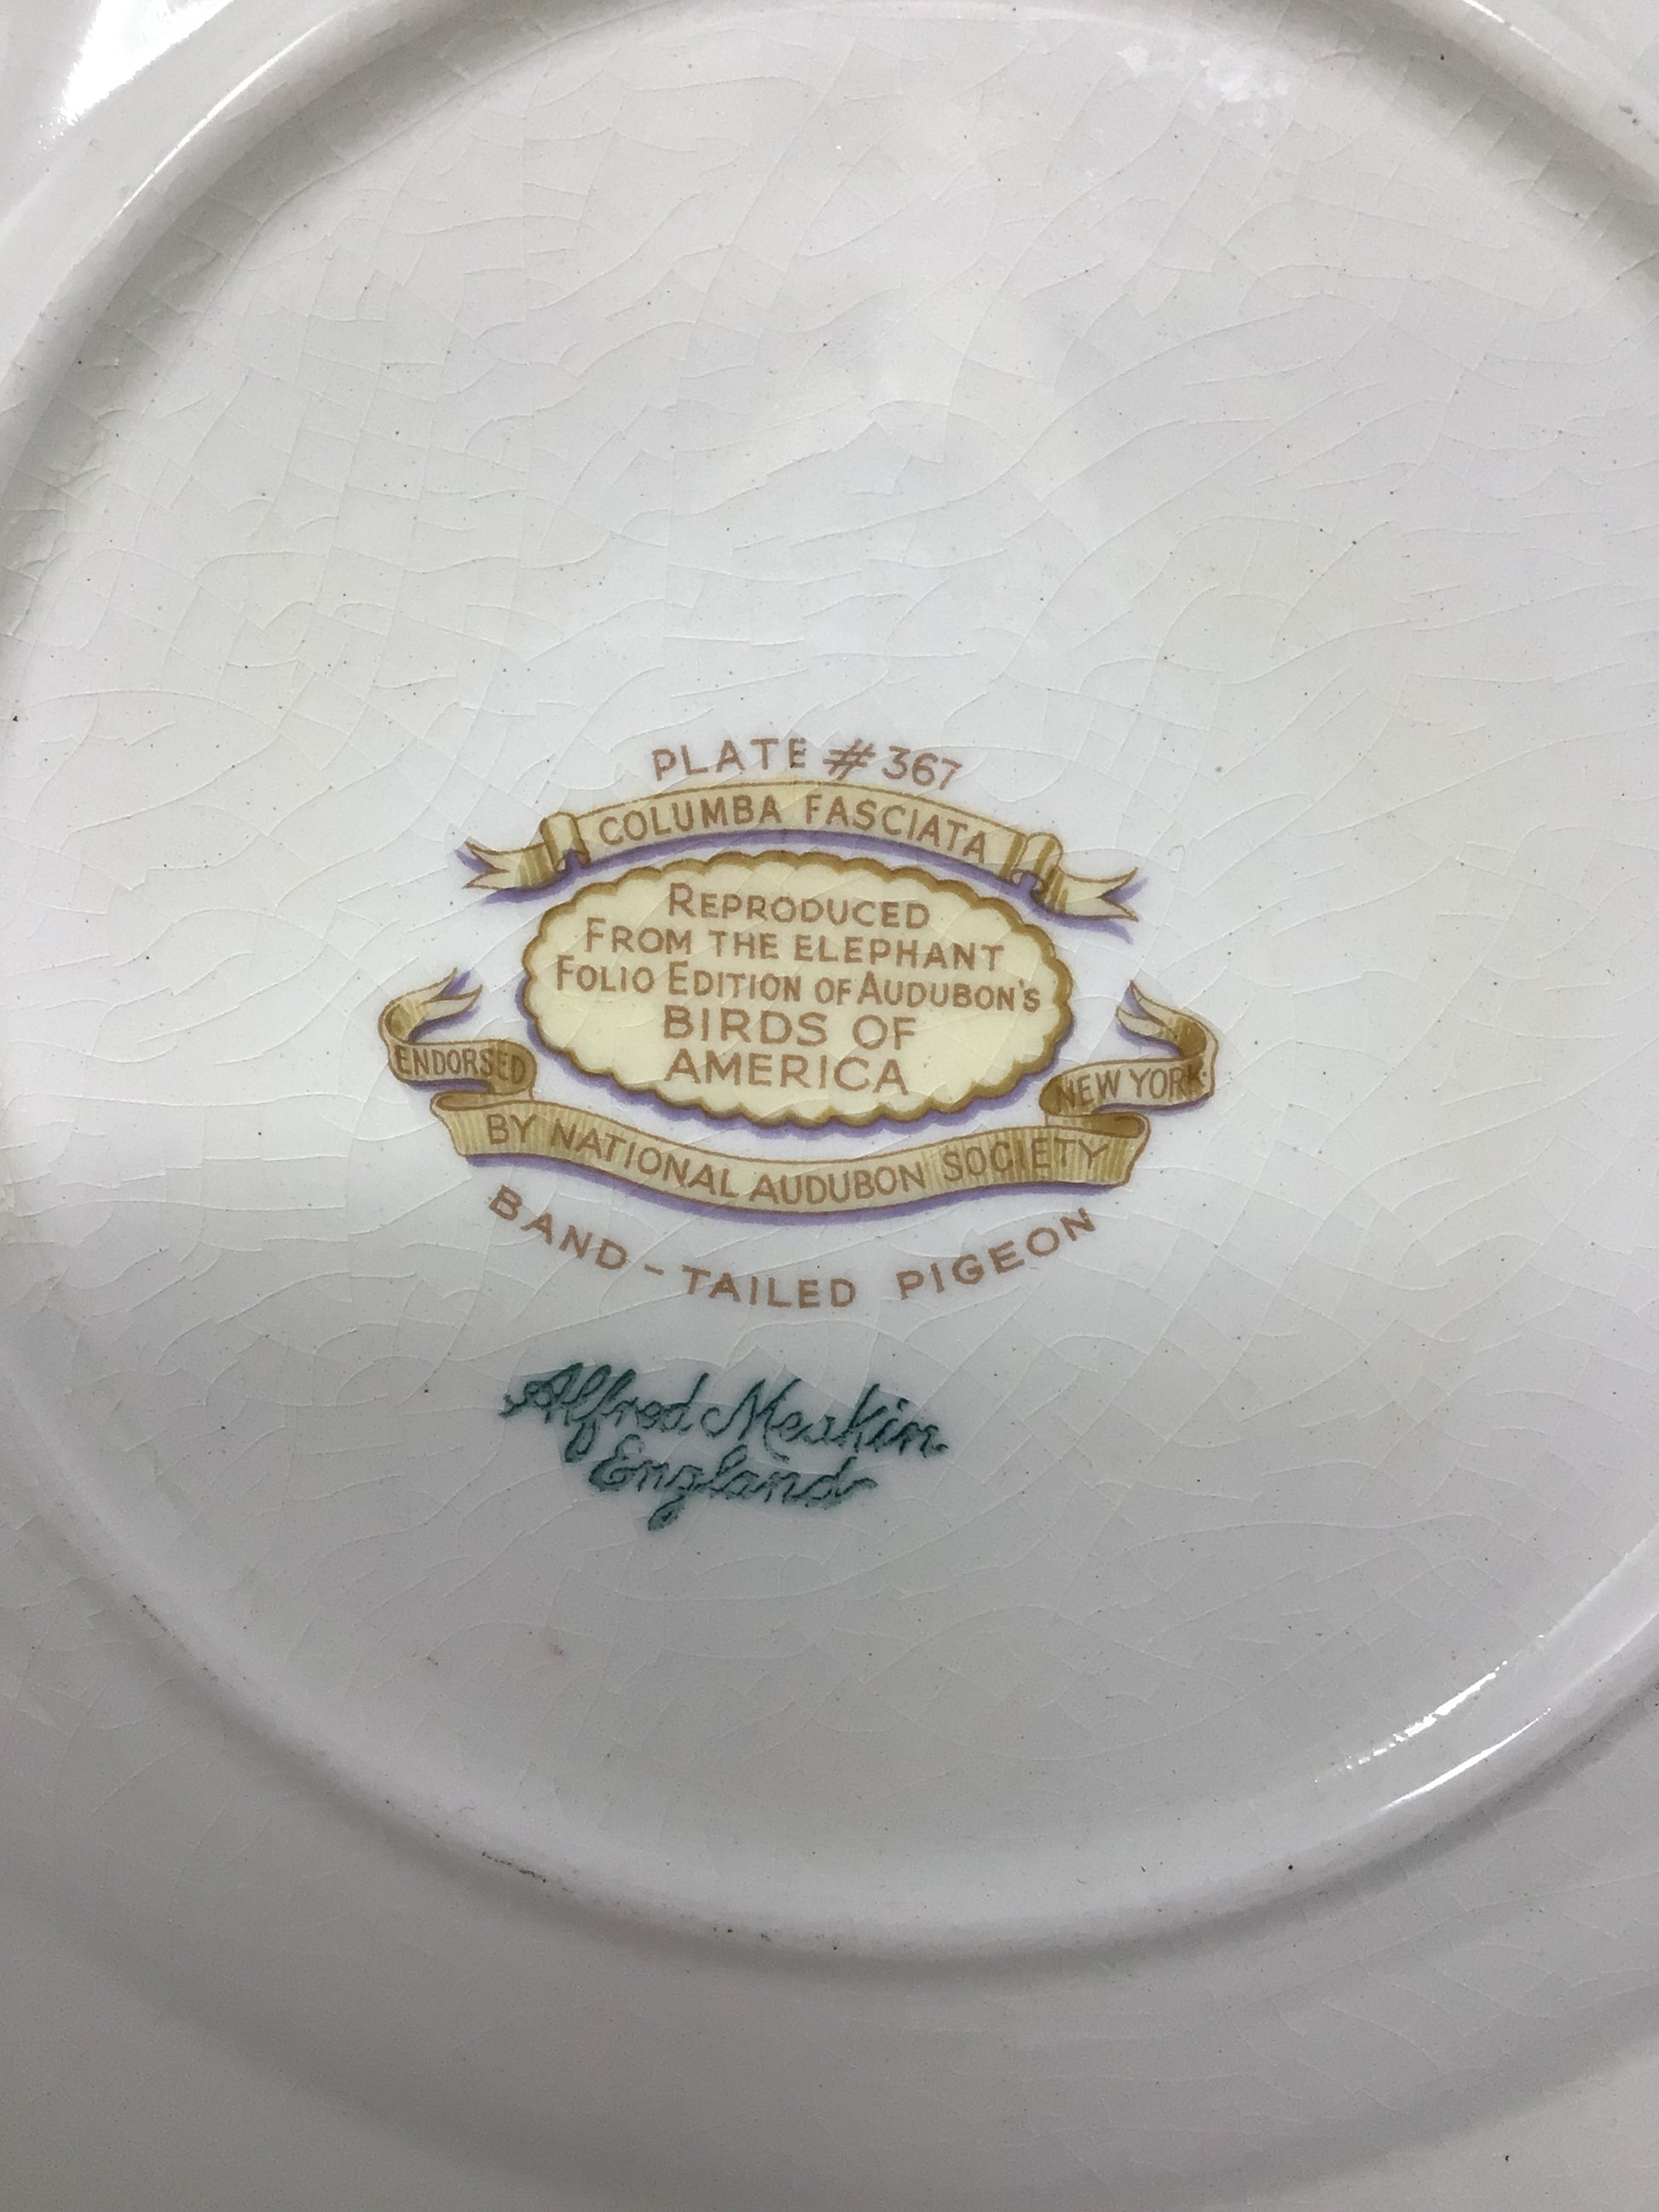 PLATE # 367
COLUMBA FASCIATA
REPRODUCED
FROM THE ELEPHANT
FOLIO EDITION OF AUDUBON'S
BIRDS OF
AMERICA
ENDORSED
BY NATIONAL AUDUBON SOCIETY
NEW YORK.
BAND-TAILED PIGEON
Alfred Meakin
England